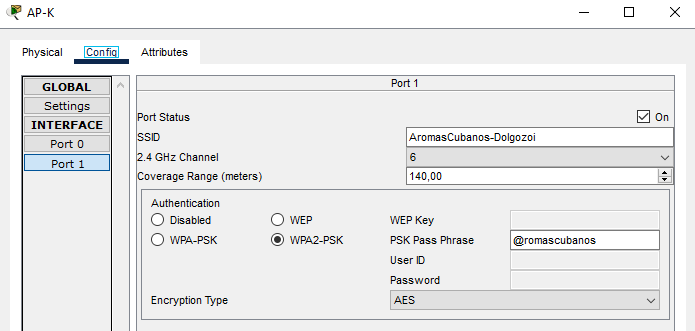 AP-K
Physical Config Attributes
GLOBAL
Settings
INTERFACE
Port 0
Port 1
Port 1
Port Status On
SSID AromasCubanos-Dolgozoi
2.4 GHz Channel 6
Coverage Range (meters) 140,00
Authentication
Disabled WEP WEP Key
WPA-PSK WPA2-PSK PSK Pass Phrase @romascubanos
User ID
Password
Encryption Type AES